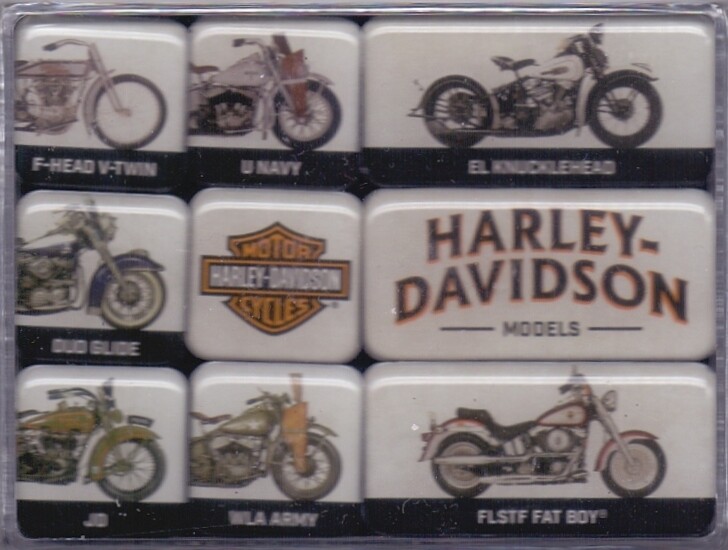 F-HEAD V-TWIN
U NAVY
EL KNUCKLEHEAD
DUO GLIDE
MOTOR
HARLEY-DAVIDSON
CYCLES
®
HARLEY-
DAVIDSON
MODELS
JD
WLA ARMY
FLSTF FAT BOY®